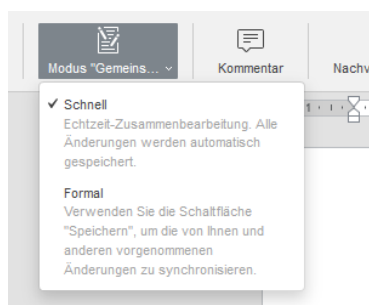 Modus "Gemeins...
Kommentar
Nachv
Schnell
Echtzeit-Zusammenbearbeitung. Alle
Änderungen werden automatisch
gespeichert.
1
Formal
Verwenden Sie die Schaltfläche
"Speichern", um die von Ihnen und
anderen vorgenommenen
Änderungen zu synchronisieren.